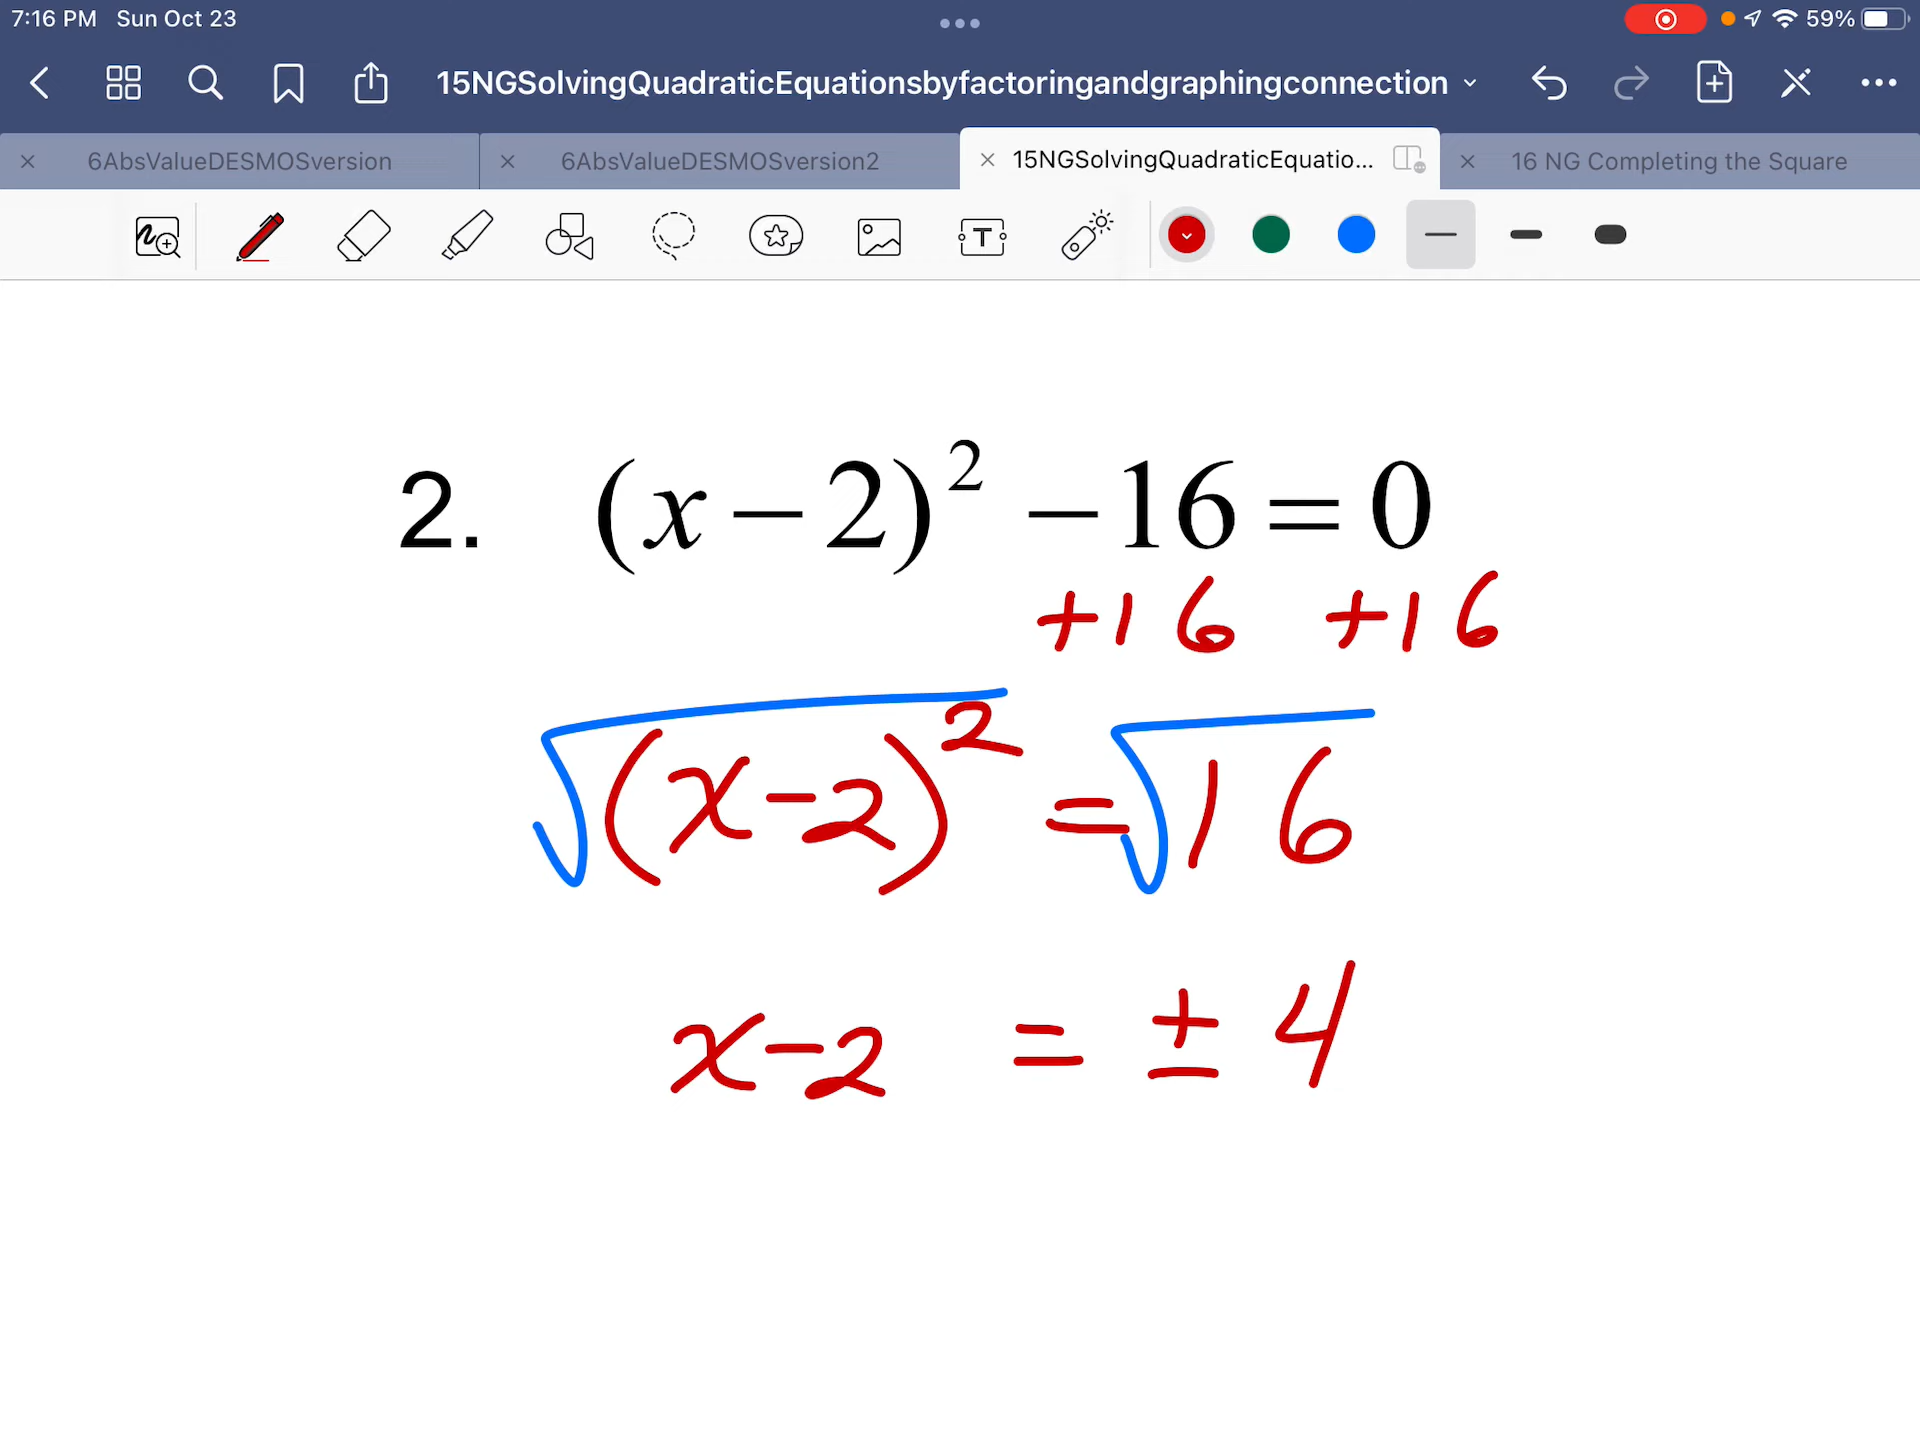 7:16 PM Sun Oct 23
59%
15NGSolvingQuadraticEquationsbyfactoringandgraphingconnection
6AbsValueDESMOSversion
6AbsValueDESMOSversion2
15NGSolvingQuadraticEquatio...
16 NG Completing the Square
2. (x − 2)² − 16 = 0
+16 +16
√(x−2)² = √16
x−2 = ± 4